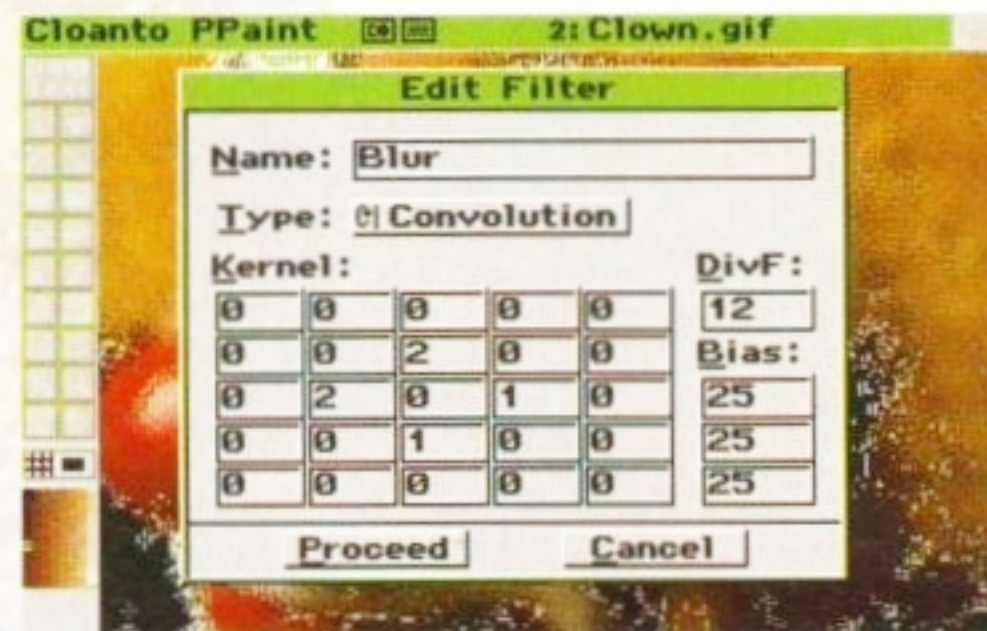 Cloanto PPaint 2:Clown.gif
Edit Filter
Name: Blur
Type: Convolution
Kernel: DivF:
0 0 0 0 0 12
0 0 2 0 0 Bias:
0 2 0 1 0 25
0 0 1 0 0 25
0 0 0 0 0 25
Proceed Cancel